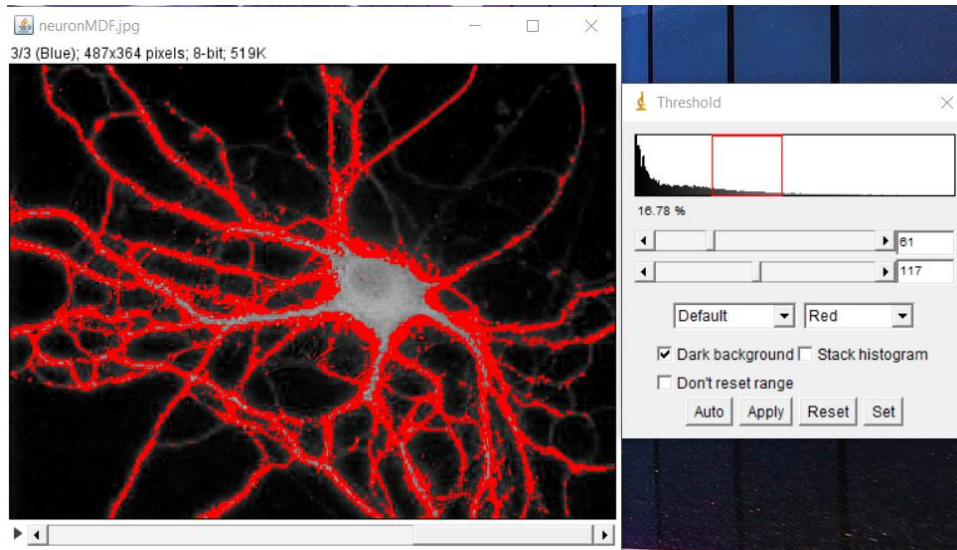 neuronMDF.jpg
3/3 (Blue); 487x364 pixels; 8-bit; 519K
Threshold
16.78 %
61
117
Default Red
Dark background Stack histogram
Don't reset range
Auto Apply Reset Set